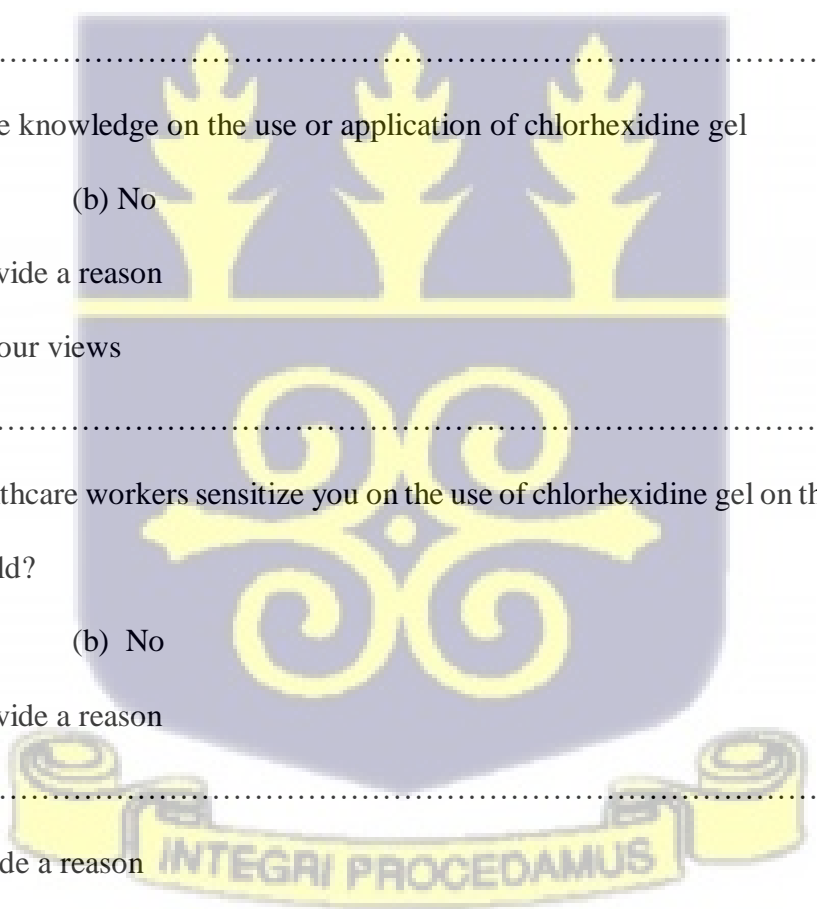 ………………………………………………………………………………
e knowledge on the use or application of chlorhexidine gel
(b) No
vide a reason
our views
………………………………………………………………………………
thcare workers sensitize you on the use of chlorhexidine gel on th
ld?
(b) No
vide a reason
………………………………………………………………………………
de a reason
INTEGRI PROCEDAMUS